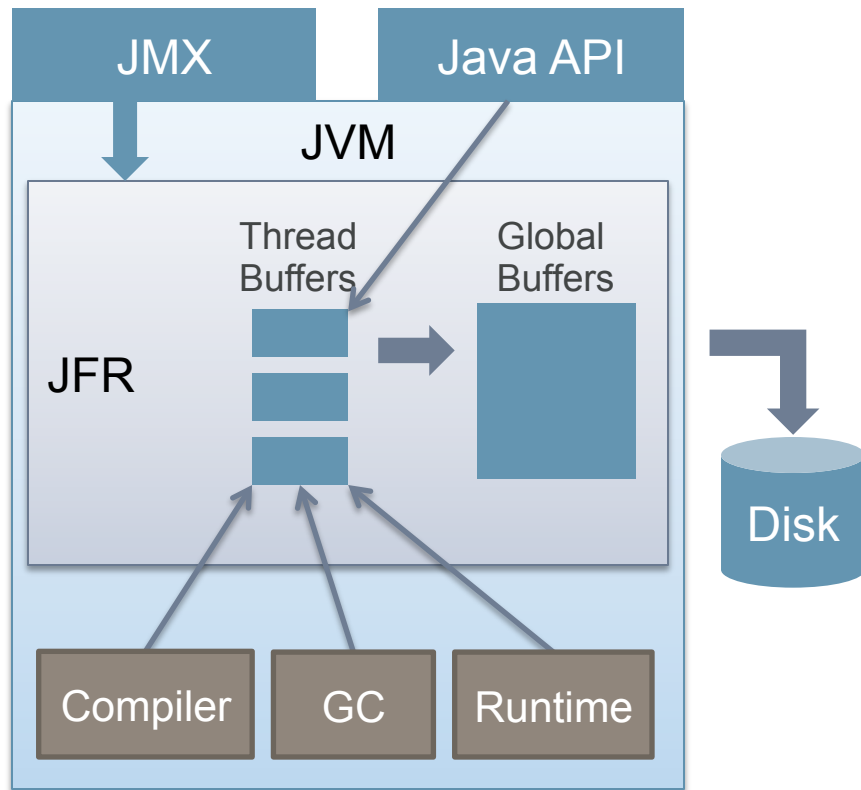 JMX
Java API
JVM
Thread
Buffers
Global
Buffers
JFR
Disk
Compiler
GC
Runtime